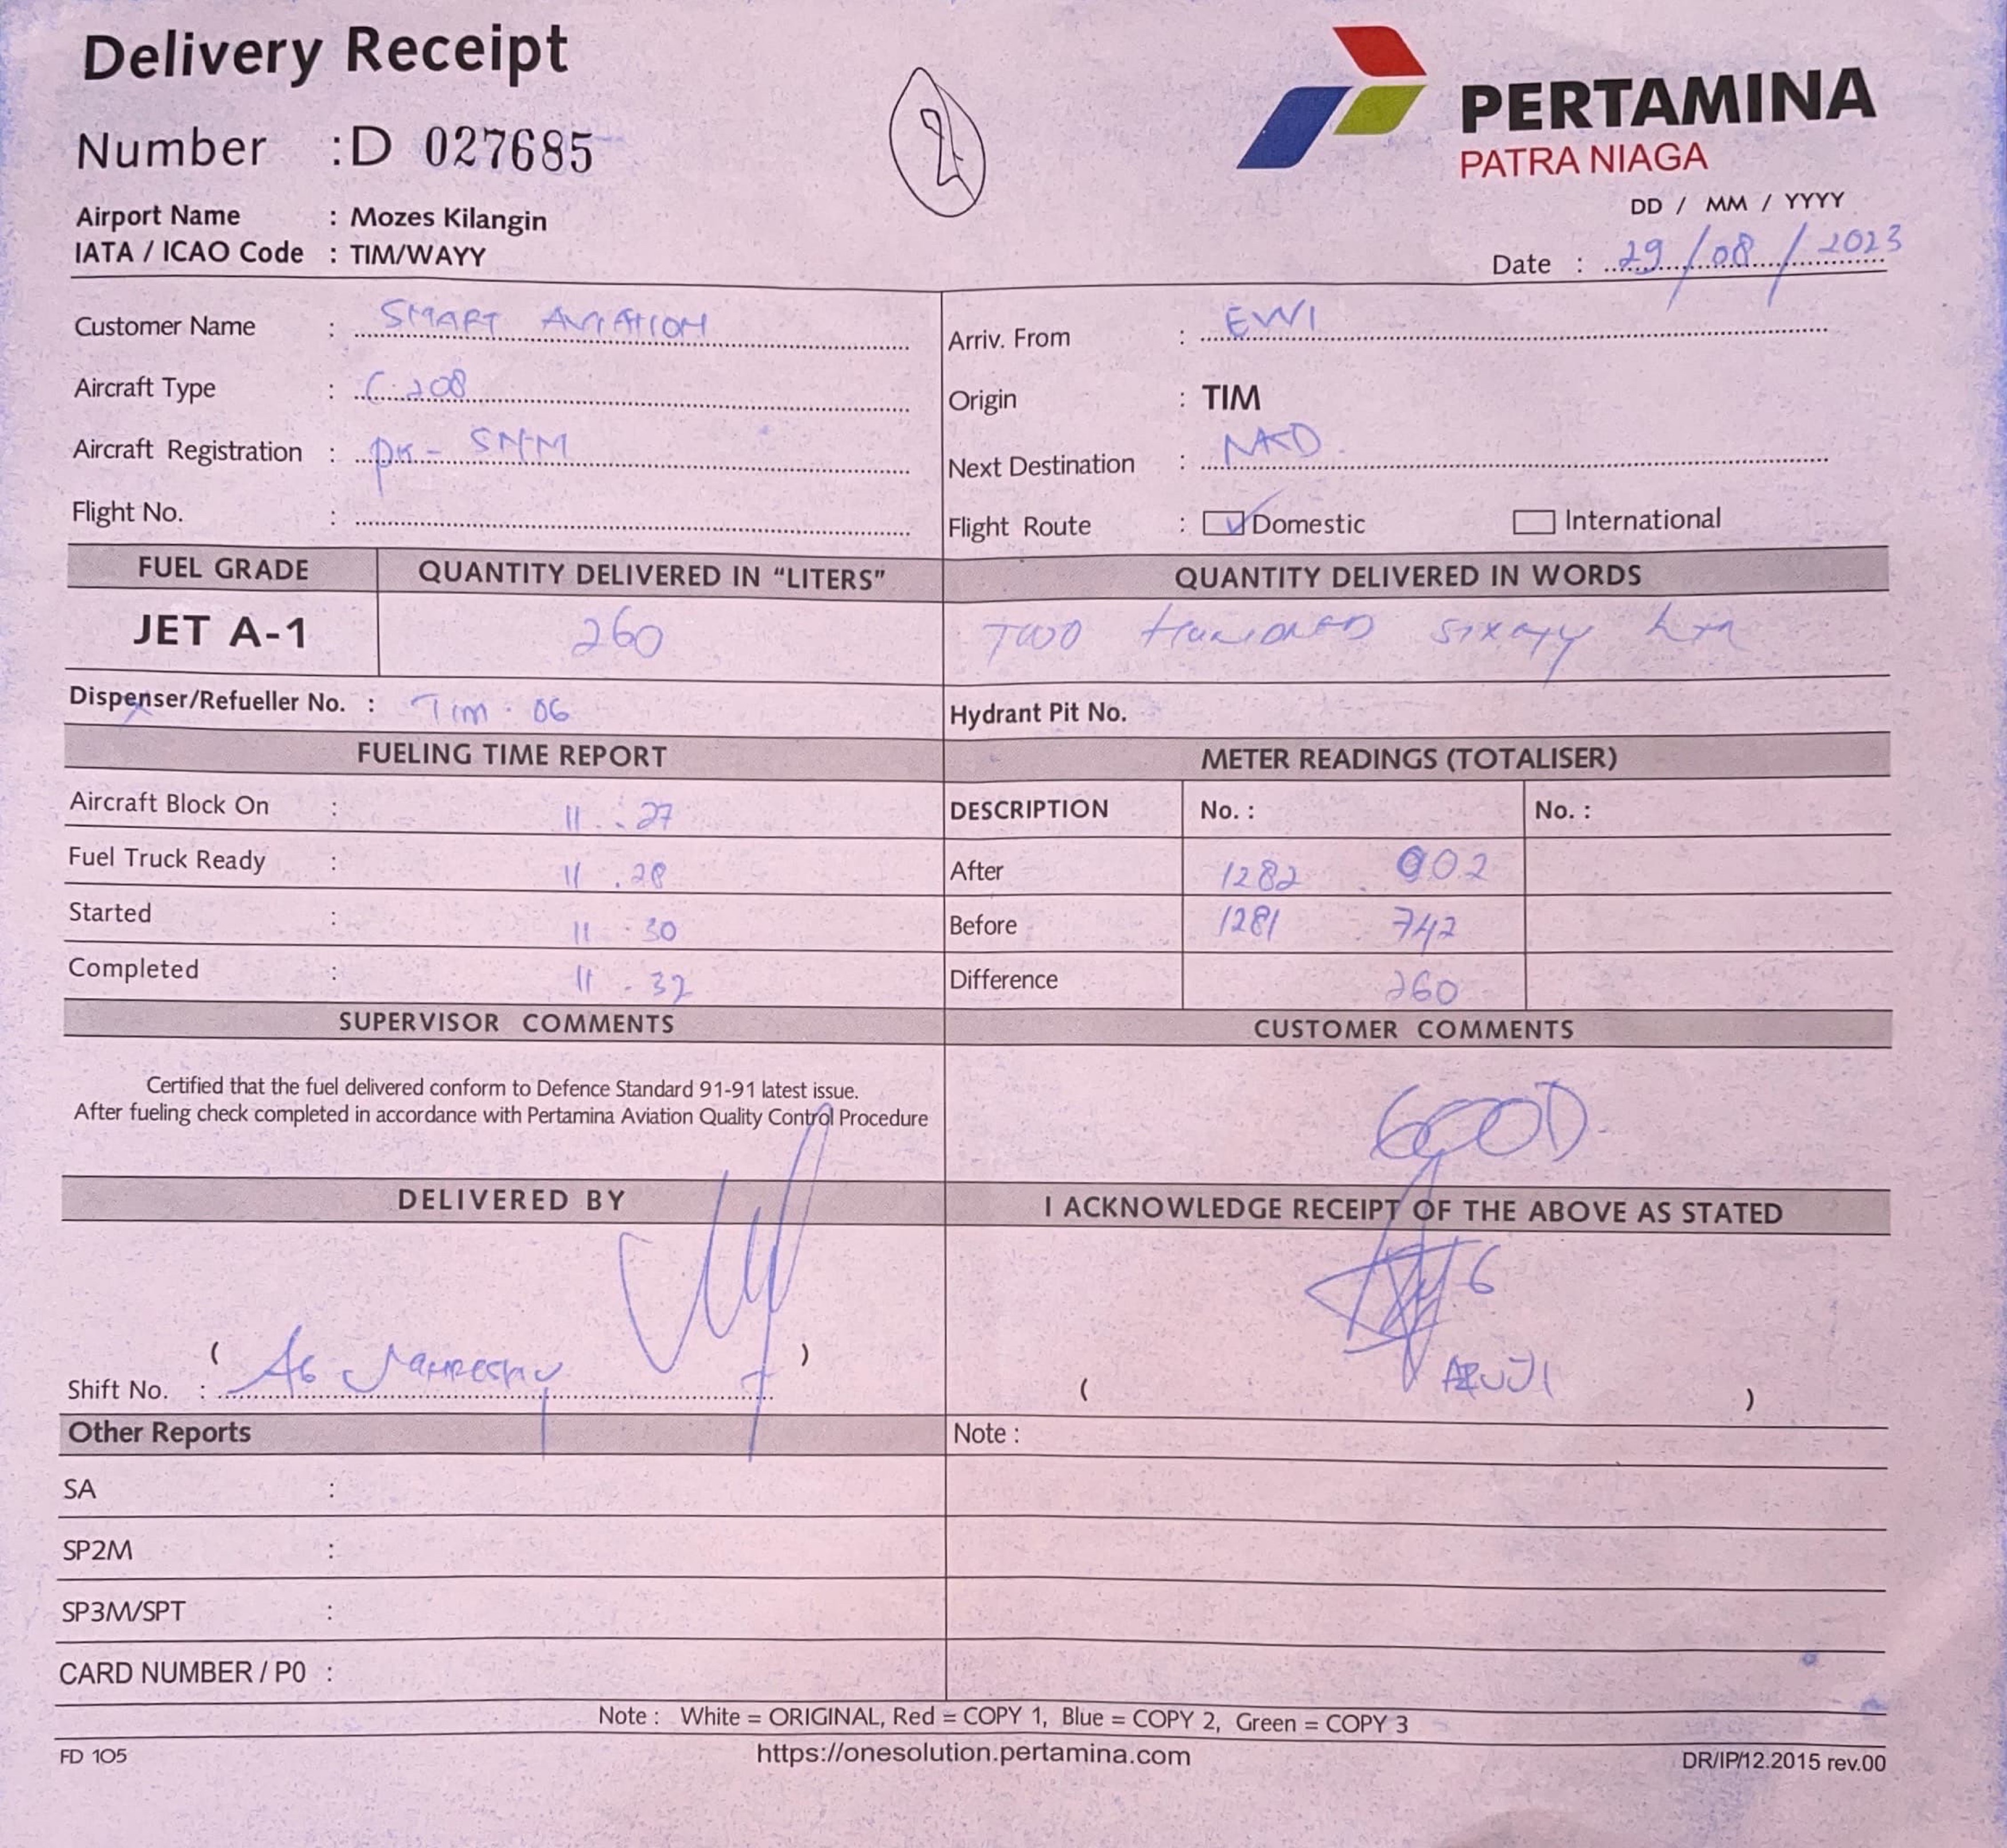 Delivery Receipt
Number : D 027685
PERTAMINA
PATRA NIAGA
Airport Name : Mozes Kilangin
IATA / ICAO Code : TIM/WAYY
DD / MM / YYYY
Date : 29/08/2023
Customer Name : SMART AVIATION
Aircraft Type : C-208
Aircraft Registration : PK- SNM
Flight No. :
Arriv. From : EWI
Origin : TIM
Next Destination : NKD
Flight Route : Domestic International
FUEL GRADE QUANTITY DELIVERED IN “LITERS” QUANTITY DELIVERED IN WORDS
JET A-1 260 TWO HUNDRED SIXTY Ltr
Dispenser/Refueller No. : Tim - 06 Hydrant Pit No.
FUELING TIME REPORT
Aircraft Block On : 11 : 27
Fuel Truck Ready : 11 . 28
Started : 11 . 30
Completed : 11 . 32
METER READINGS (TOTALISER)
DESCRIPTION No. : No. :
After 1282 002
Before 1281 742
Difference 260
SUPERVISOR COMMENTS
Certified that the fuel delivered conform to Defence Standard 91-91 latest issue.
After fueling check completed in accordance with Pertamina Aviation Quality Control Procedure
CUSTOMER COMMENTS
GOOD
DELIVERED BY
( )
Shift No. :
I ACKNOWLEDGE RECEIPT OF THE ABOVE AS STATED
( )
Other Reports Note :
SA :
SP2M :
SP3M/SPT :
CARD NUMBER / P0 :
Note : White = ORIGINAL, Red = COPY 1, Blue = COPY 2, Green = COPY 3
FD 105 https://onesolution.pertamina.com DR/IP/12.2015 rev.00